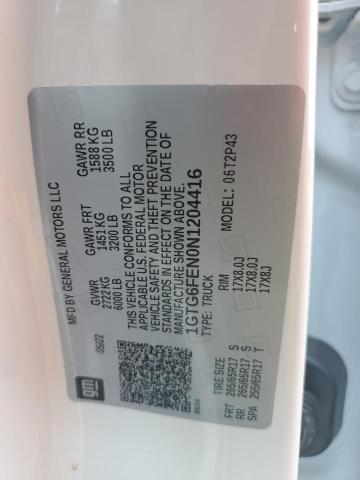 MFD BY GENERAL MOTORS LLC
05/22
GVWR
2722 KG
6000 LB
GAWR FRT
1451 KG
3200 LB
GAWR RR
1588 KG
3500 LB
THIS VEHICLE CONFORMS TO ALL
APPLICABLE U.S. FEDERAL MOTOR
VEHICLE SAFETY AND THEFT PREVENTION
STANDARDS IN EFFECT ON THE DATE OF
MANUFACTURE SHOWN ABOVE.
1GTG6FEN0N1204416
TYPE: TRUCK MODEL: 06T2P43
gm
TIRE SIZE RIM
FRT 265/65R17 S 17X8.0J
RR 265/65R17 S 17X8.0J
SPA 255/65R17 T 17X8J